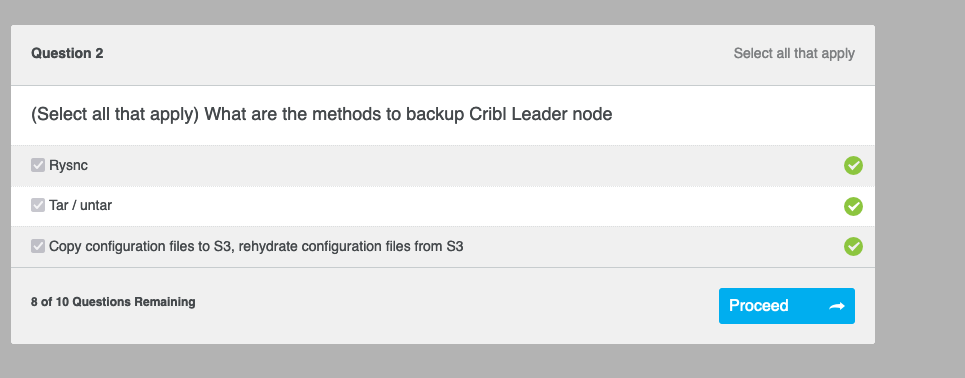 Question 2
Select all that apply
(Select all that apply) What are the methods to backup Cribl Leader node
Rysnc
Tar / untar
Copy configuration files to S3, rehydrate configuration files from S3
8 of 10 Questions Remaining
Proceed